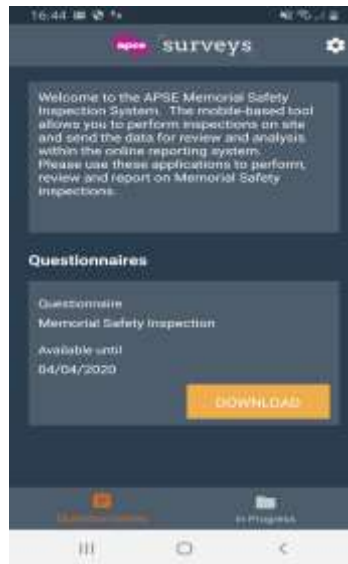 16:44
apse surveys
Welcome to the APSE Memorial Safety
Inspection System. The mobile-based tool
allows you to perform inspections on site
and send the data for review and analysis
within the online reporting system.
Please use these applications to perform,
review and report on Memorial Safety
Inspections.
Questionnaires
Questionnaire
Memorial Safety Inspection
Available until
04/04/2020
DOWNLOAD
Questionnaires
In Progress